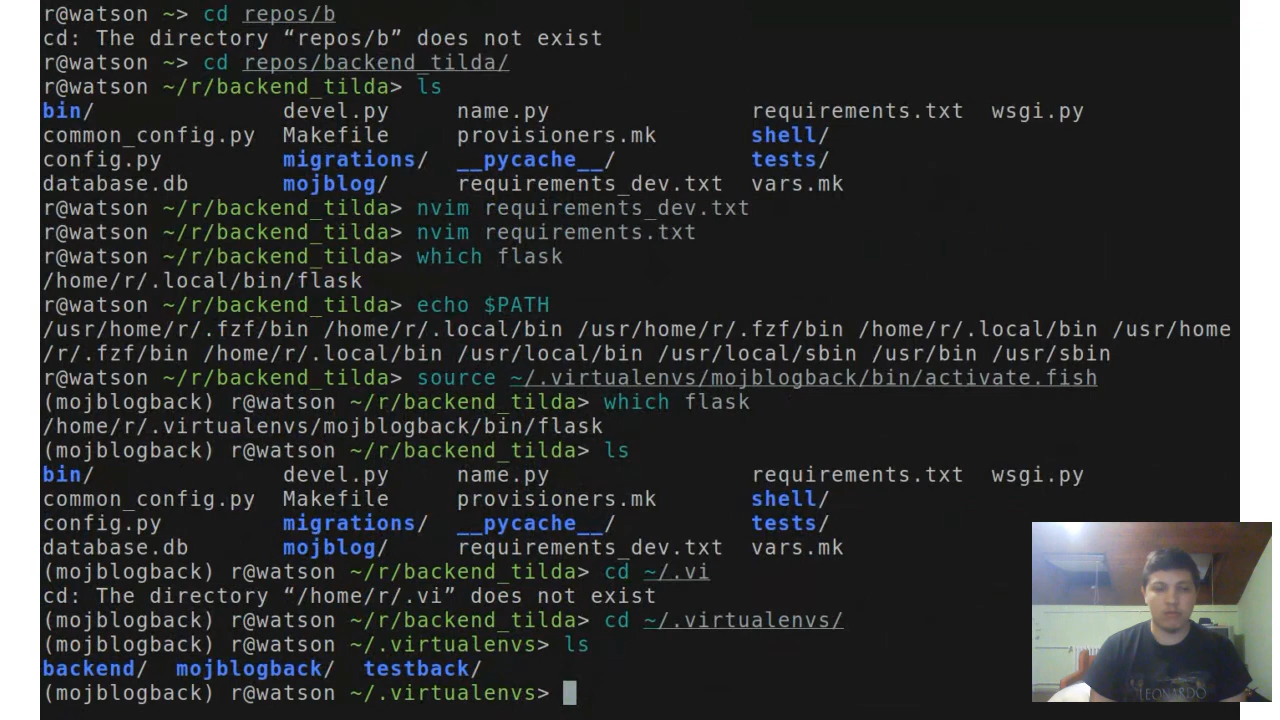 r@watson ~> cd repos/b
cd: The directory “repos/b” does not exist
r@watson ~> cd repos/backend_tilda/
r@watson ~/r/backend_tilda> ls
bin/ devel.py name.py requirements.txt wsgi.py
common_config.py Makefile provisioners.mk shell/
config.py migrations/ __pycache__/ tests/
database.db mojblog/ requirements_dev.txt vars.mk
r@watson ~/r/backend_tilda> nvim requirements_dev.txt
r@watson ~/r/backend_tilda> nvim requirements.txt
r@watson ~/r/backend_tilda> which flask
/home/r/.local/bin/flask
r@watson ~/r/backend_tilda> echo $PATH
/usr/home/r/.fzf/bin /home/r/.local/bin /usr/home/r/.fzf/bin /home/r/.local/bin /usr/home
/r/.fzf/bin /home/r/.local/bin /usr/local/bin /usr/local/sbin /usr/bin /usr/sbin
r@watson ~/r/backend_tilda> source ~/.virtualenvs/mojblogback/bin/activate.fish
(mojblogback) r@watson ~/r/backend_tilda> which flask
/home/r/.virtualenvs/mojblogback/bin/flask
(mojblogback) r@watson ~/r/backend_tilda> ls
bin/ devel.py name.py requirements.txt wsgi.py
common_config.py Makefile provisioners.mk shell/
config.py migrations/ __pycache__/ tests/
database.db mojblog/ requirements_dev.txt vars.mk
(mojblogback) r@watson ~/r/backend_tilda> cd ~/.vi
cd: The directory “/home/r/.vi” does not exist
(mojblogback) r@watson ~/r/backend_tilda> cd ~/.virtualenvs/
(mojblogback) r@watson ~/.virtualenvs> ls
backend/ mojblogback/ testback/
(mojblogback) r@watson ~/.virtualenvs>
LEONARDO